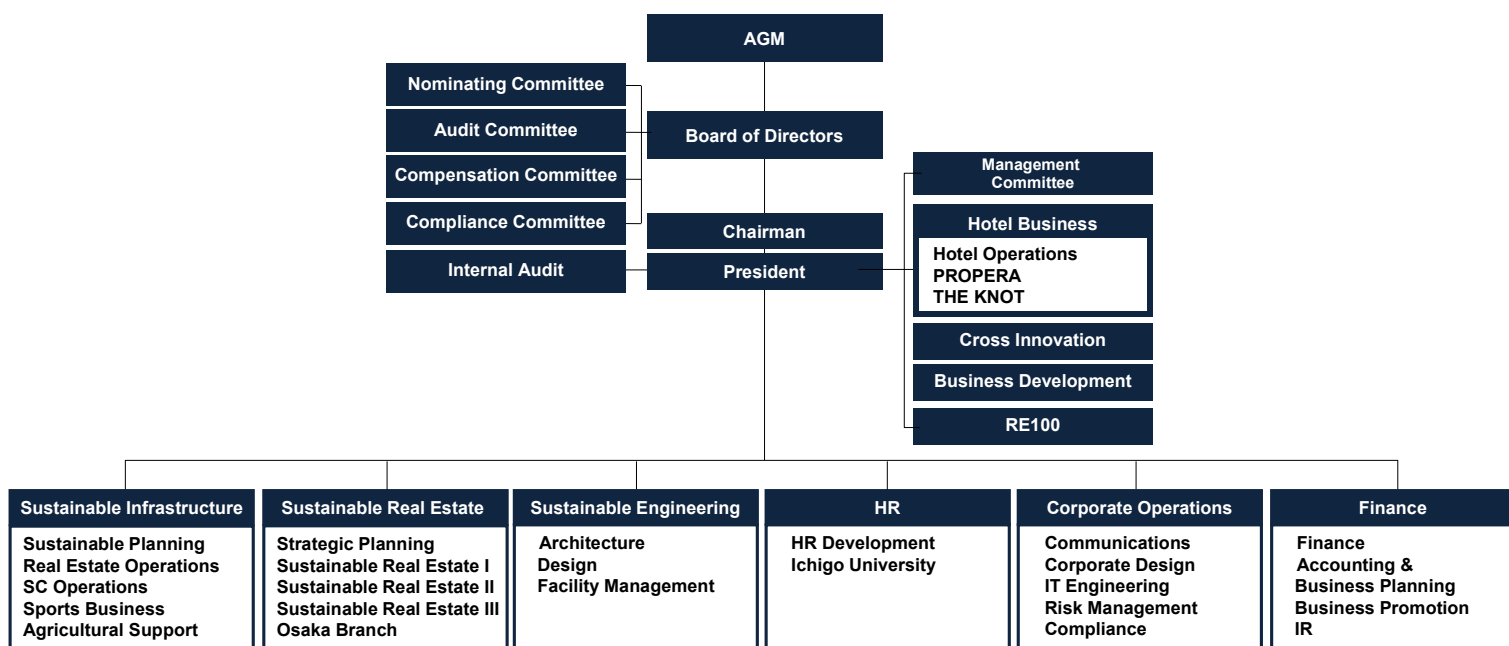 AGM
Nominating Committee
Audit Committee
Compensation Committee
Compliance Committee
Internal Audit
Board of Directors
Chairman
President
Management
Committee
Hotel Business
Hotel Operations
PROPERA
THE KNOT
Cross Innovation
Business Development
RE100
Sustainable Infrastructure
Sustainable Planning
Real Estate Operations
SC Operations
Sports Business
Agricultural Support
Sustainable Real Estate
Strategic Planning
Sustainable Real Estate I
Sustainable Real Estate II
Sustainable Real Estate III
Osaka Branch
Sustainable Engineering
Architecture
Design
Facility Management
HR
HR Development
Ichigo University
Corporate Operations
Communications
Corporate Design
IT Engineering
Risk Management
Compliance
Finance
Finance
Accounting &
Business Planning
Business Promotion
IR